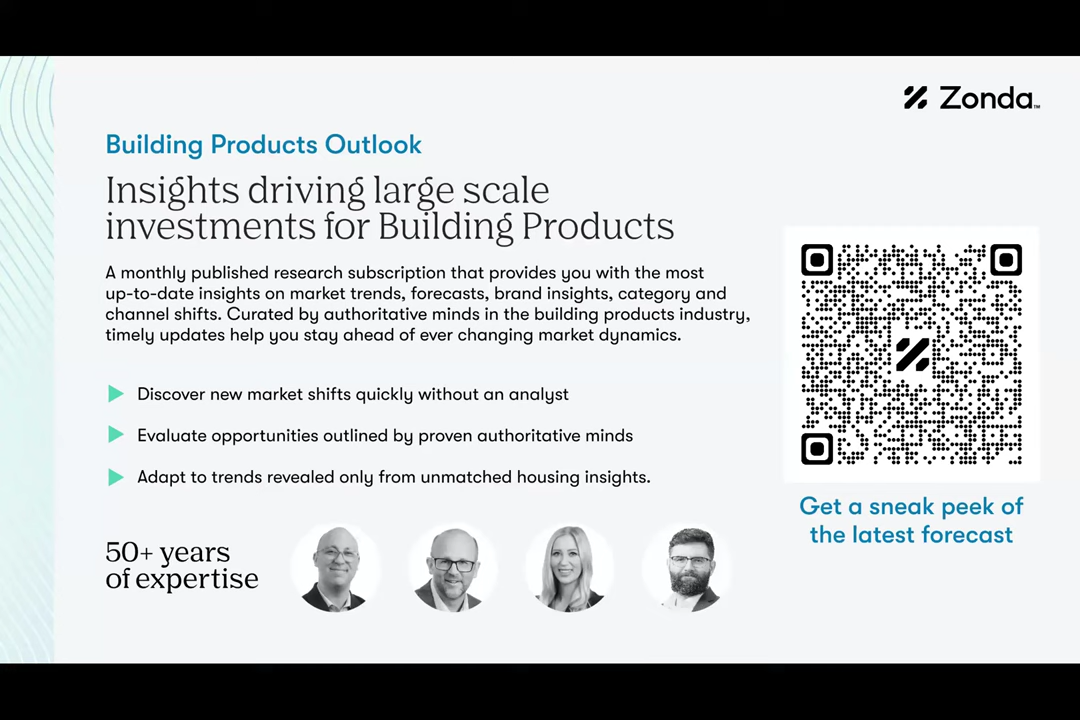 Zonda™
Building Products Outlook
Insights driving large scale
investments for Building Products
A monthly published research subscription that provides you with the most
up-to-date insights on market trends, forecasts, brand insights, category and
channel shifts. Curated by authoritative minds in the building products industry,
timely updates help you stay ahead of ever changing market dynamics.
Discover new market shifts quickly without an analyst
Evaluate opportunities outlined by proven authoritative minds
Adapt to trends revealed only from unmatched housing insights.
50+ years
of expertise
Get a sneak peek of
the latest forecast